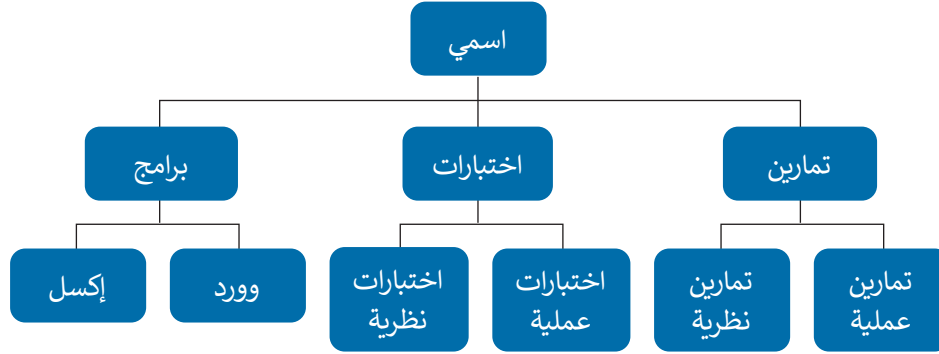 اسمي
تمارين
اختبارات
برامج
تمارين
عملية
تمارين
نظرية
اختبارات
عملية
اختبارات
نظرية
وورد
إكسل